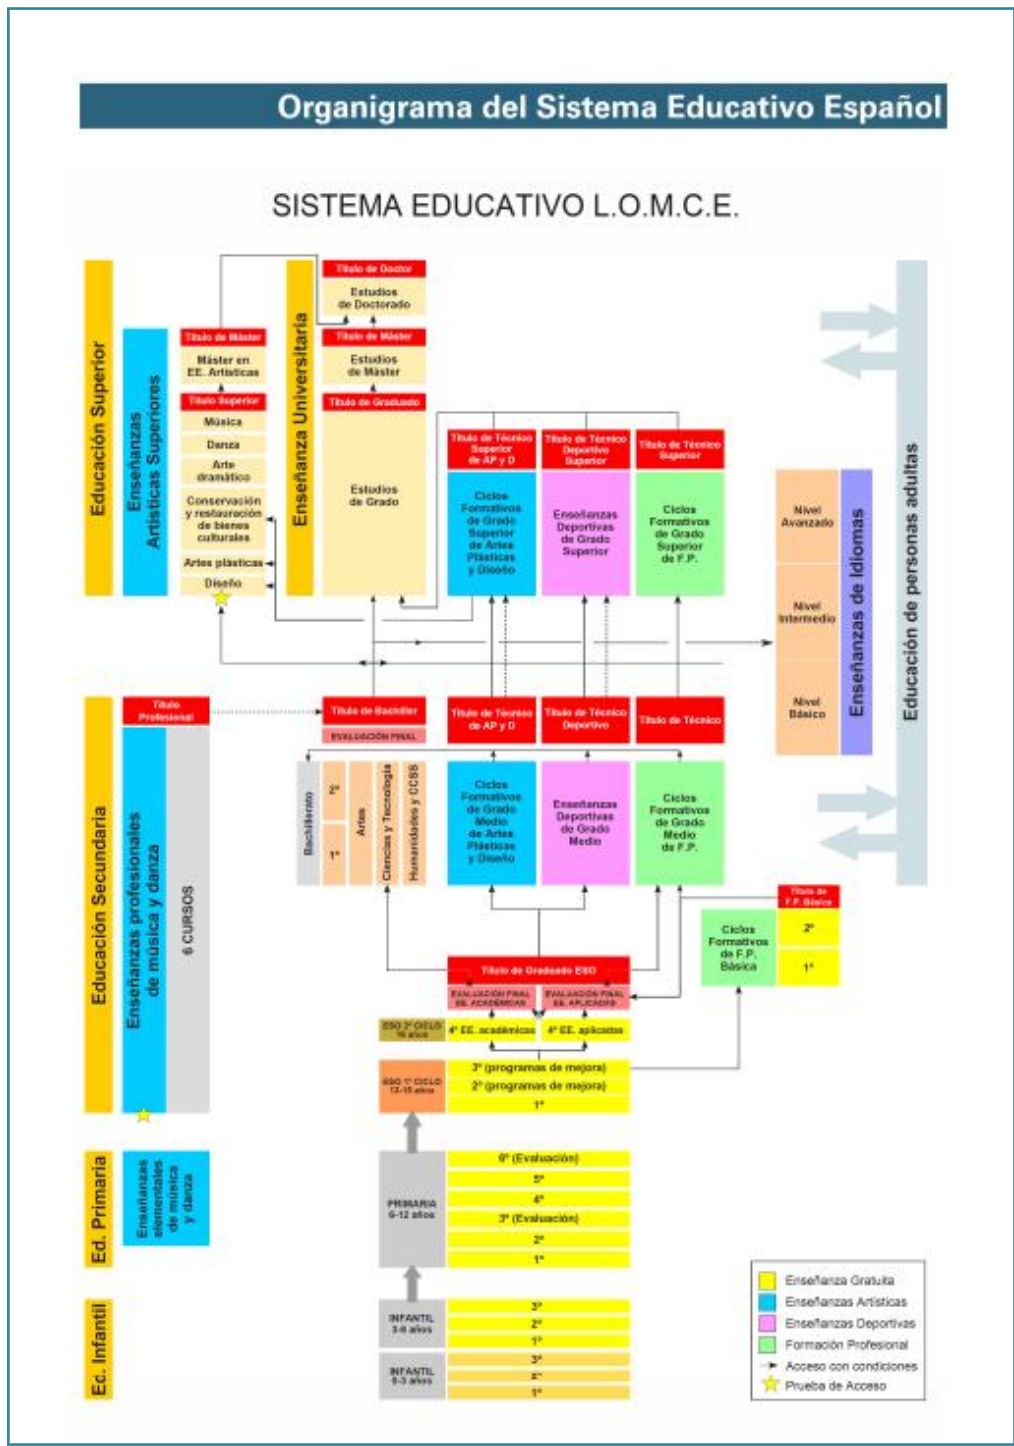 Organigrama del Sistema Educativo Español
SISTEMA EDUCATIVO L.O.M.C.E.
Educación Superior
Enseñanzas
Artísticas Superiores
Título de Máster
Máster en
EE. Artísticas
Título Superior
Música
Danza
Arte
dramático
Conservación
y restauración
de bienes
culturales
Artes plásticas
Diseño
Enseñanza Universitaria
Título de Doctor
Estudios
de Doctorado
Título de Máster
Estudios
de Máster
Título de Graduado
Estudios
de Grado
Título de Técnico
Superior
de AP y D
Ciclos
Formativos
de Grado
Superior
de Artes
Plásticas
y Diseño
Título de Técnico
Deportivo
Superior
Enseñanzas
Deportivas
de Grado
Superior
Título de Técnico
Superior
Ciclos
Formativos
de Grado
Superior
de F.P.
Nivel
Avanzado
Nivel
Intermedio
Nivel
Básico
Enseñanzas de Idiomas
Educación de personas adultas
Educación Secundaria
Título
Profesional
Enseñanzas profesionales
de música y danza
6 CURSOS
Título de Bachiller
EVALUACIÓN FINAL
Bachillerato
2º
1º
Artes
Ciencias y Tecnología
Humanidades y CCSS
Título de Técnico
de AP y D
Ciclos
Formativos
de Grado
Medio
de Artes
Plásticas
y Diseño
Título de Técnico
Deportivo
Enseñanzas
Deportivas
de Grado
Medio
Título de Técnico
Ciclos
Formativos
de Grado
Medio
de F.P.
Título de
F.P. Básica
Ciclos
Formativos
de F.P.
Básica
2º
1º
Título de Graduado ESO
EVALUACIÓN FINAL
EE. ACADÉMICAS
EVALUACIÓN FINAL
EE. APLICADAS
ESO 2º CICLO
16 años
4º EE. académicas
4º EE. aplicadas
ESO 1º CICLO
12-15 años
3º (programas de mejora)
2º (programas de mejora)
1º
Ed. Primaria
Enseñanzas
elementales
de música
y danza
PRIMARIA
6-12 años
6º (Evaluación)
5º
4º
3º (Evaluación)
2º
1º
Ed. Infantil
INFANTIL
3-6 años
3º
2º
1º
INFANTIL
0-3 años
3º
2º
1º
Enseñanza Gratuita
Enseñanzas Artísticas
Enseñanzas Deportivas
Formación Profesional
Acceso con condiciones
Prueba de Acceso